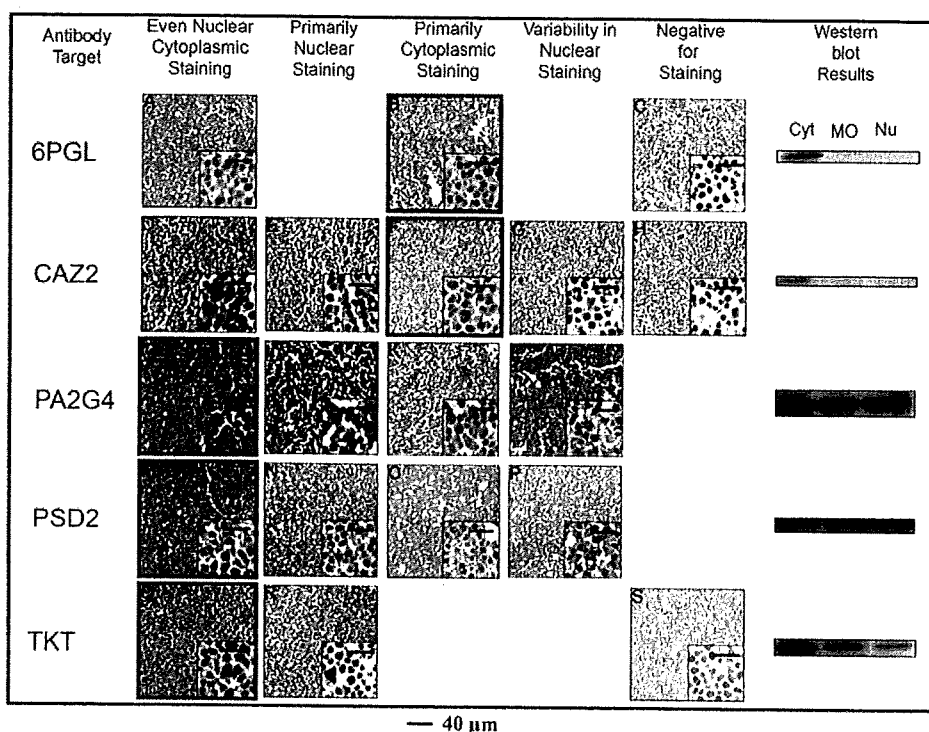 Antibody Target
Even Nuclear Cytoplasmic Staining
Primarily Nuclear Staining
Primarily Cytoplasmic Staining
Variability in Nuclear Staining
Negative for Staining
Western blot Results
6PGL
A
B
C
Cyt MO Nu
CAZ2
PA2G4
PSD2
N
O
P
TKT
S
40 µm